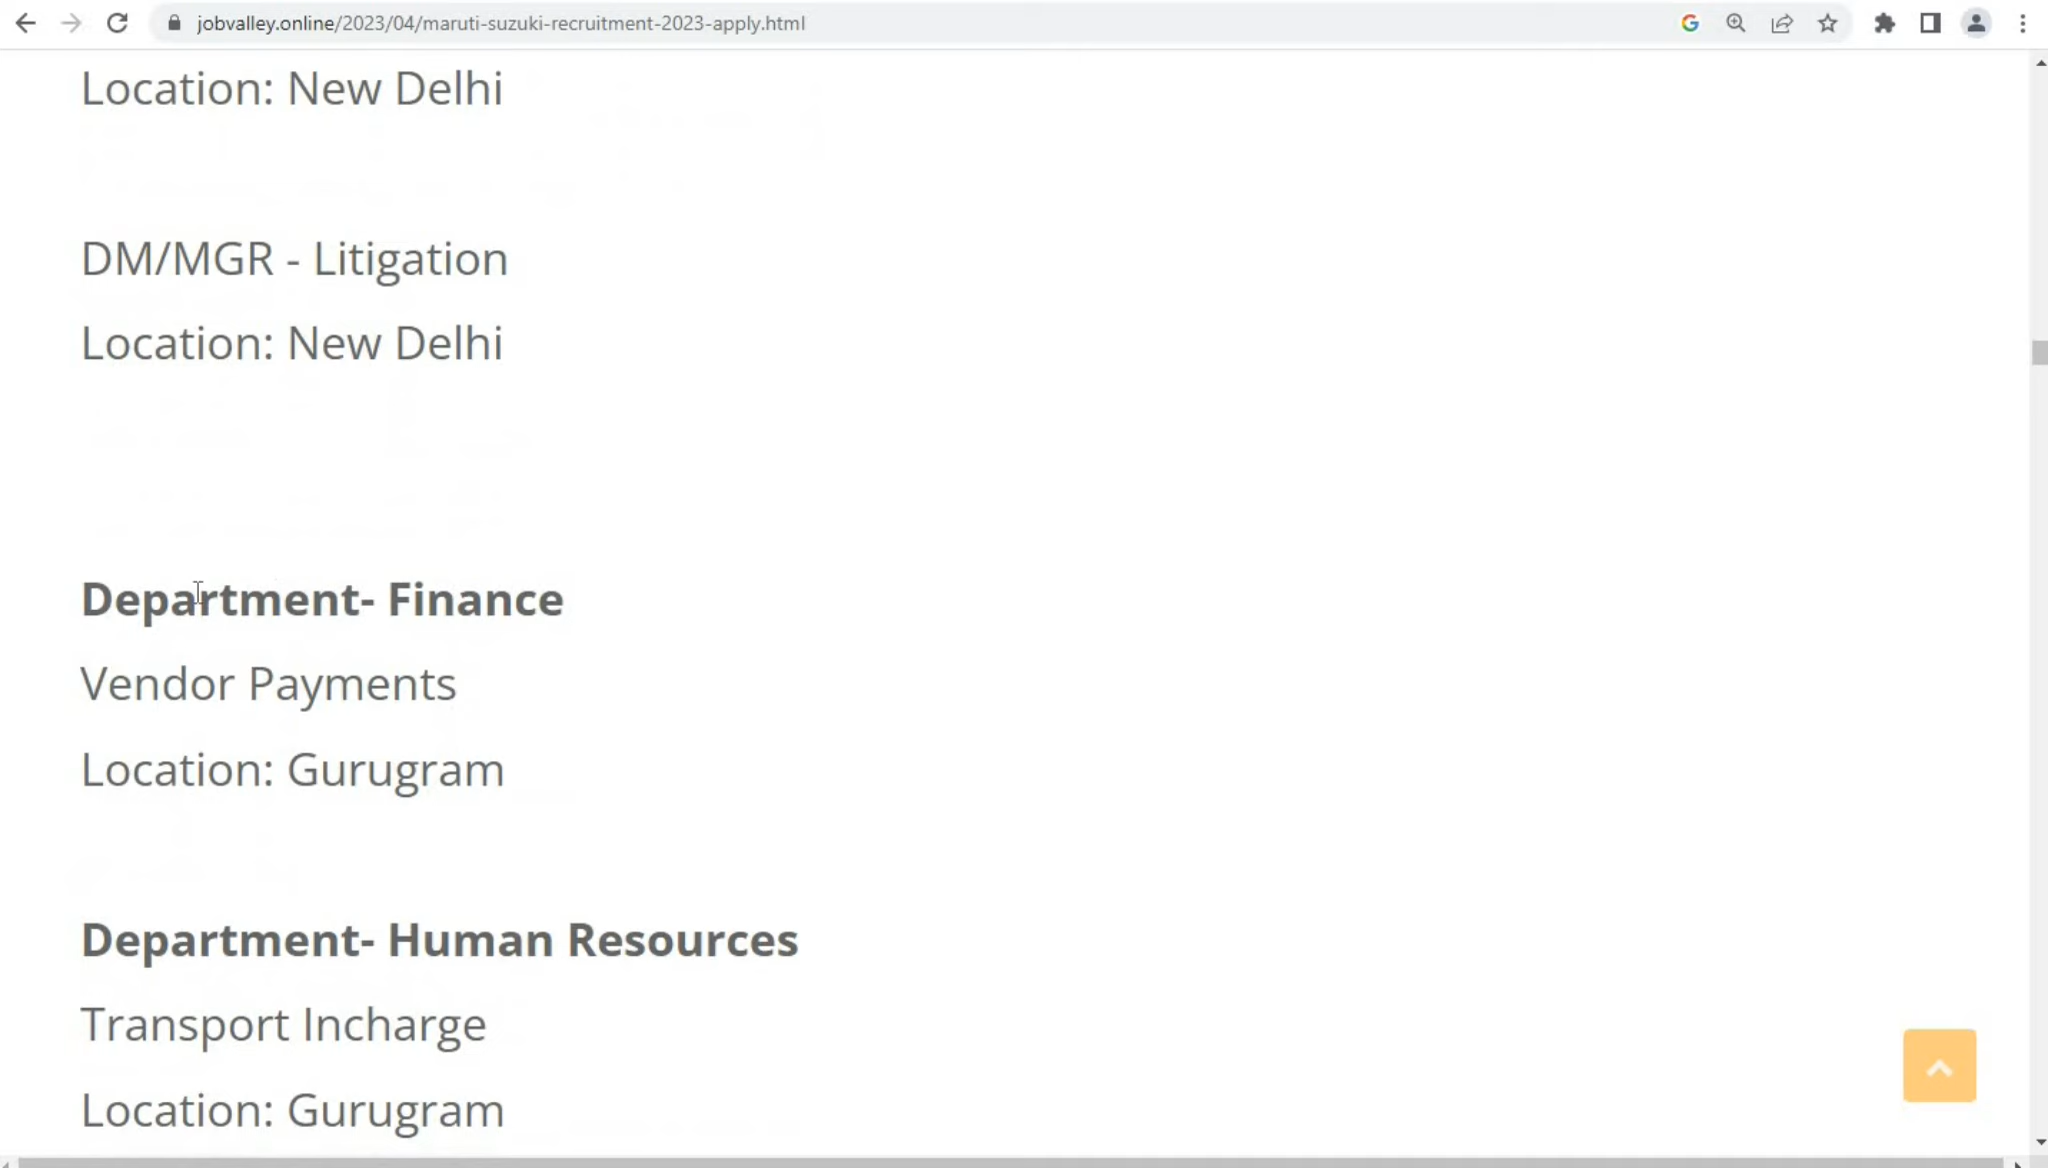 jobvalley.online/2023/04/maruti-suzuki-recruitment-2023-apply.html
Location: New Delhi
DM/MGR - Litigation
Location: New Delhi
Department- Finance
Vendor Payments
Location: Gurugram
Department- Human Resources
Transport Incharge
Location: Gurugram